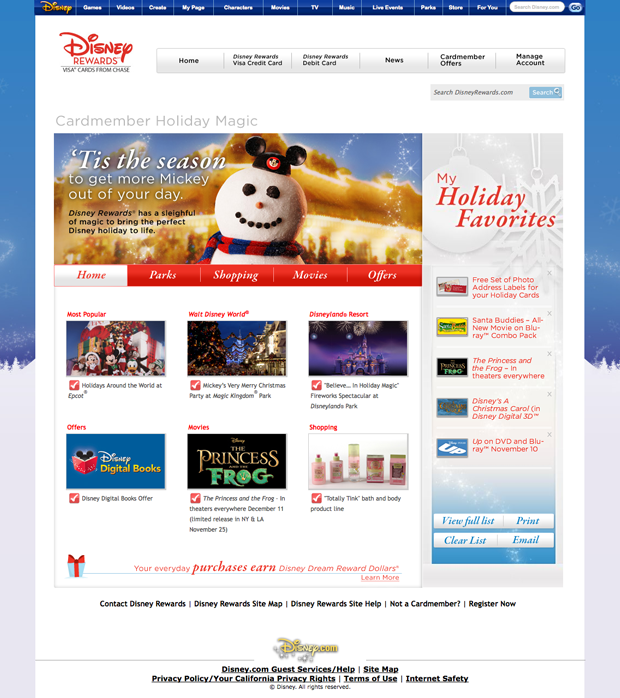 Disney.com Games Videos Create My Page Characters Movies TV Music Live Events Parks Store For You Search Disney.com Go
Disney
REWARDS®
VISA® CARDS FROM CHASE
Home
Disney Rewards
Visa Credit Card
Disney Rewards
Debit Card
News
Cardmember
Offers
Manage
Account
Search DisneyRewards.com Search
Cardmember Holiday Magic
‘Tis the season
to get more Mickey
out of your day.
Disney Rewards® has a sleighful
of magic to bring the perfect
Disney holiday to life.
Home Parks Shopping Movies Offers
Most Popular
Holidays Around the World at
Epcot®
Walt Disney World®
Mickey's Very Merry Christmas
Party at Magic Kingdom® Park
Disneyland® Resort
"Believe... in Holiday Magic"
Fireworks Spectacular at
Disneyland® Park
Offers
Disney
Digital Books
Disney Digital Books Offer
Movies
Disney
THE
PRINCESS
AND THE
FROG
The Princess and the Frog - In
theaters everywhere December 11
(limited release in NY & LA
November 25)
Shopping
"Totally Tink" bath and body
product line
Your everyday purchases earn Disney Dream Reward Dollars®
Learn More
My
Holiday
Favorites
x
Free Set of Photo
Address Labels for
your Holiday Cards
x
Santa Buddies – All-
New Movie on Blu-
ray™ Combo Pack
x
PRINCESS
FROG
The Princess and
the Frog – In
theaters everywhere
x
Disney's A
Christmas Carol (in
Disney Digital 3D™
x
UP
Up on DVD and Blu-
ray™ November 10
View full list Print
Clear List Email
Contact Disney Rewards | Disney Rewards Site Map | Disney Rewards Site Help | Not a Cardmember? | Register Now
Disney.com
Disney.com Guest Services/Help | Site Map
Privacy Policy/Your California Privacy Rights | Terms of Use | Internet Safety
© Disney. All rights reserved.